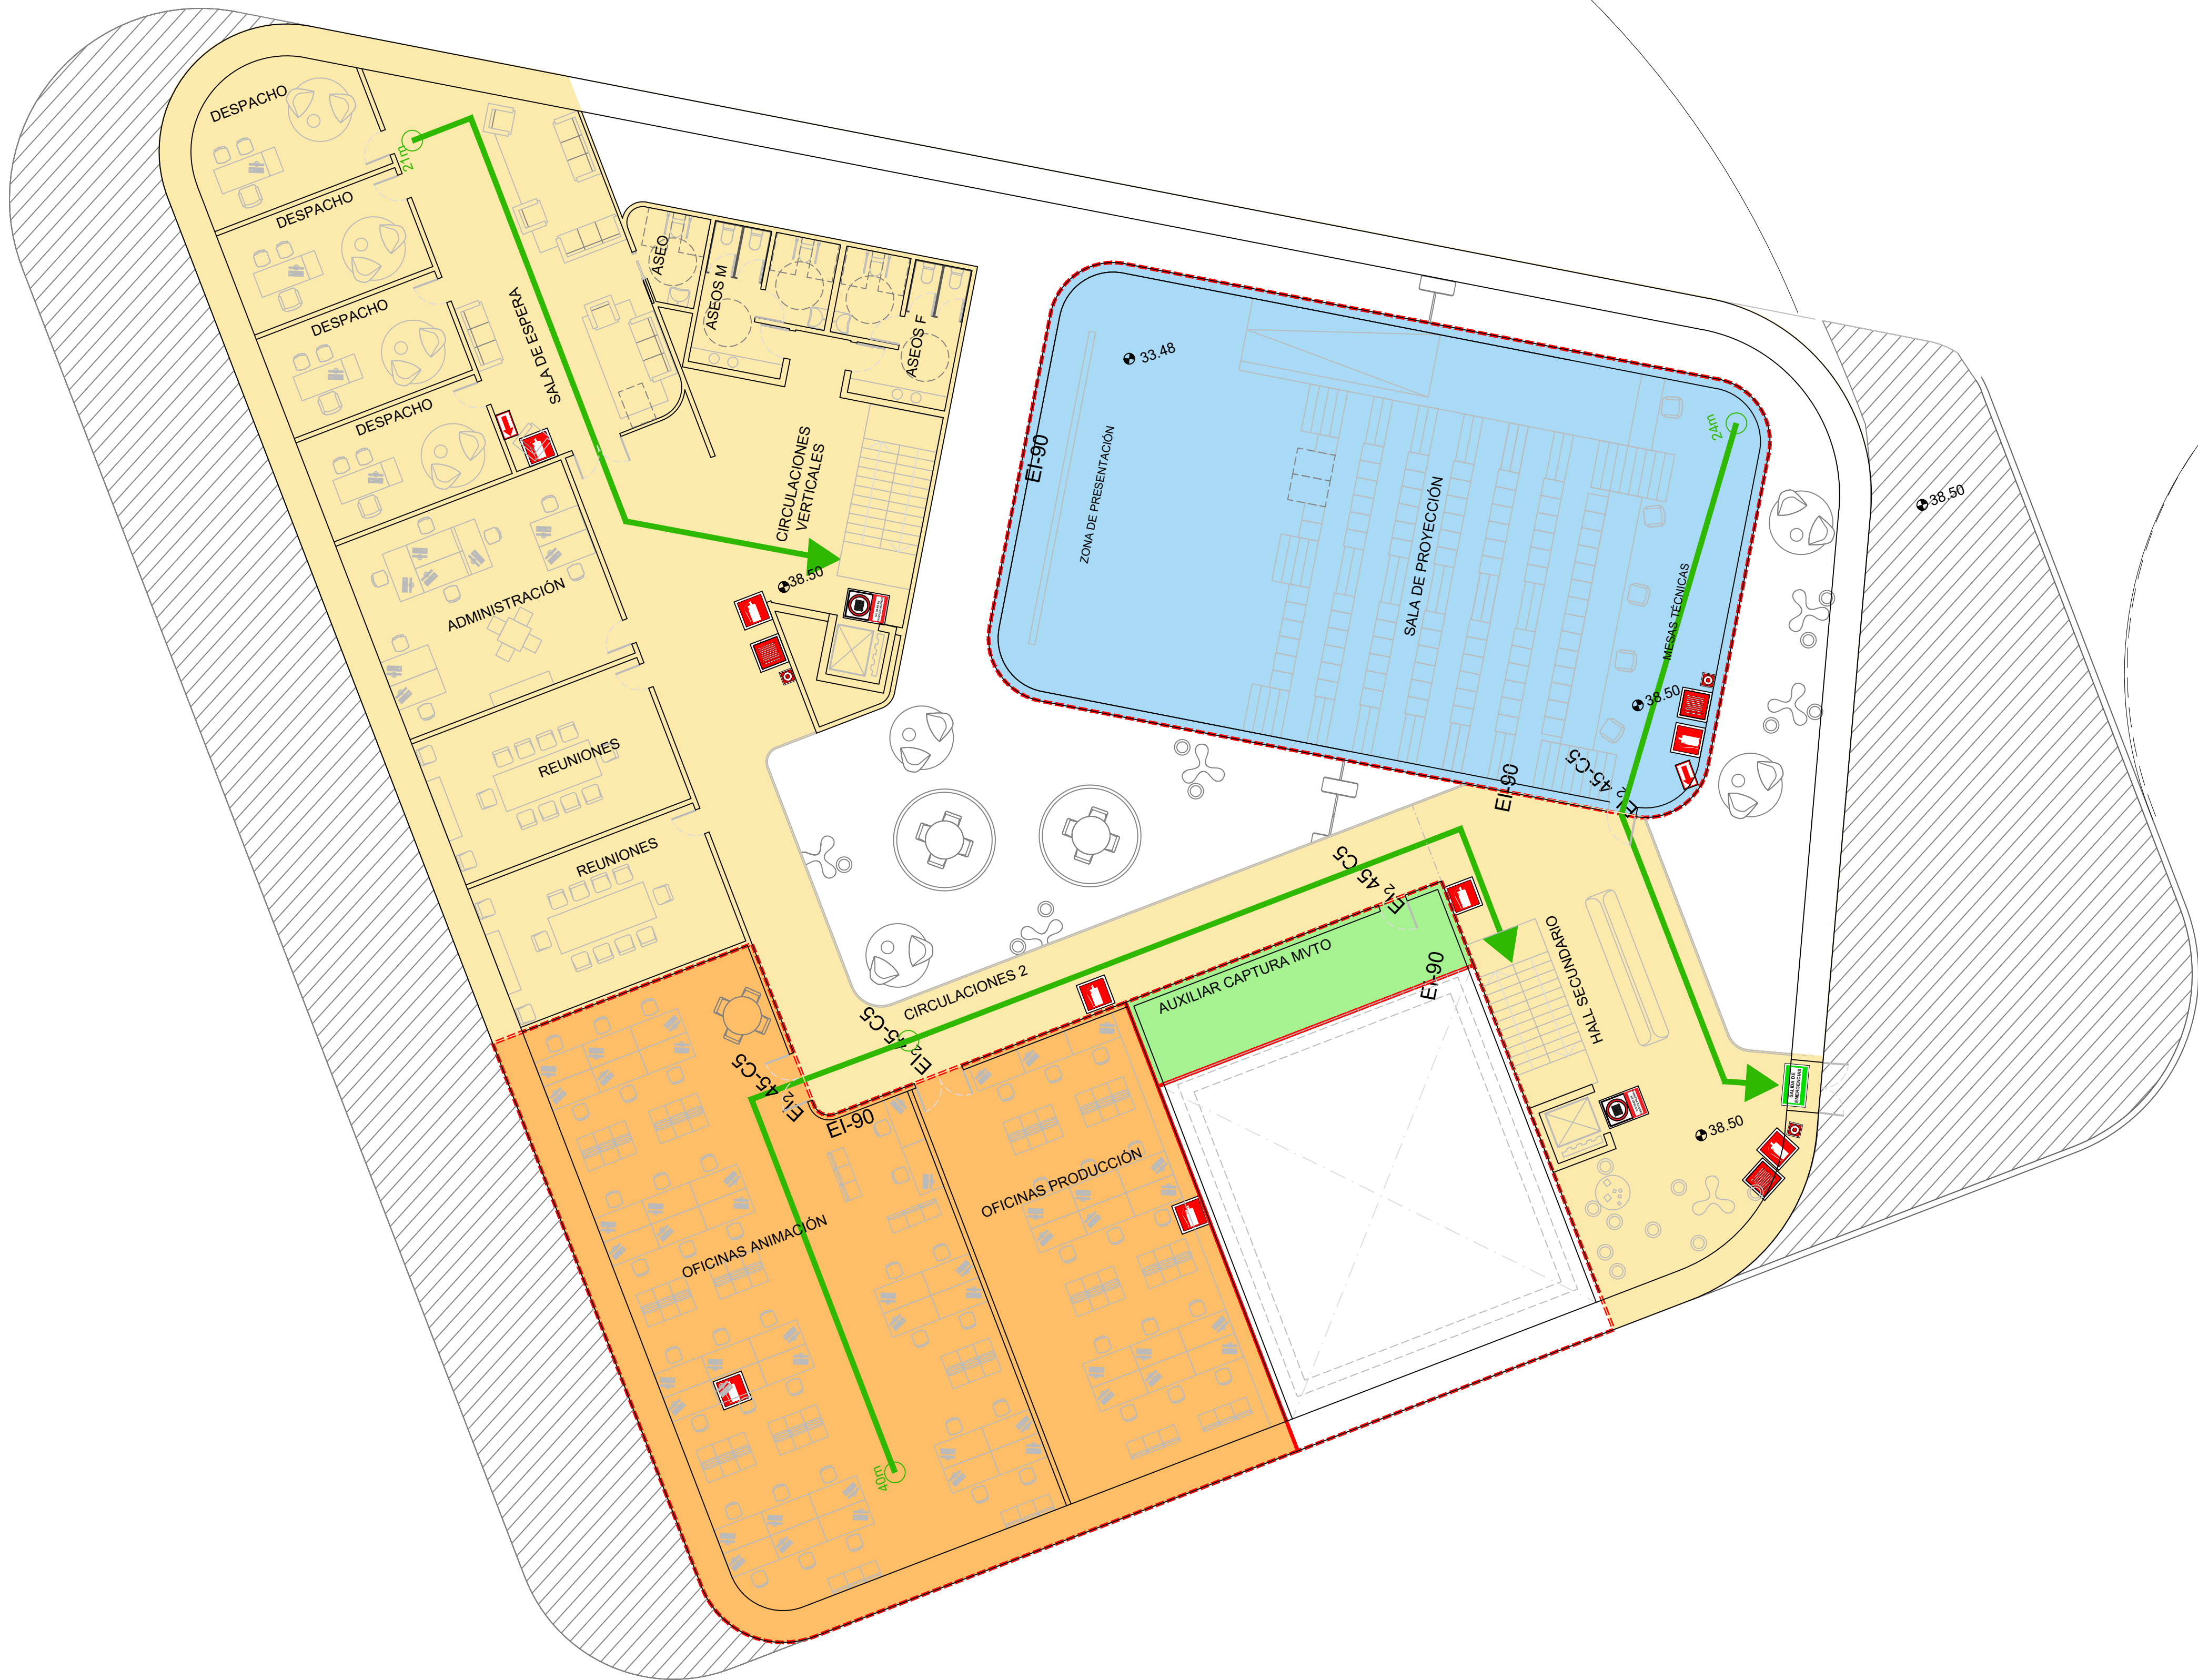 DESPACHO
21m
DESPACHO
DESPACHO
DESPACHO
SALA DE ESPERA
ASEO
ASEOS M
ASEOS F
CIRCULACIONES
VERTICALES
38.50
ADMINISTRACIÓN
REUNIONES
REUNIONES
33.48
EI-90
ZONA DE PRESENTACIÓN
SALA DE PROYECCIÓN
24m
MESAS TÉCNICAS
38.50
38.50
EI-90
EI2 45-C5
EI2 45 C5
CIRCULACIONES 2
EI2 45-C5
EI2 45-C5
EI-90
AUXILIAR CAPTURA MVTO
EI-90
HALL SECUNDARIO
SALIDA DE
EMERGENCIAS
38.50
OFICINAS ANIMACIÓN
OFICINAS PRODUCCIÓN
40m